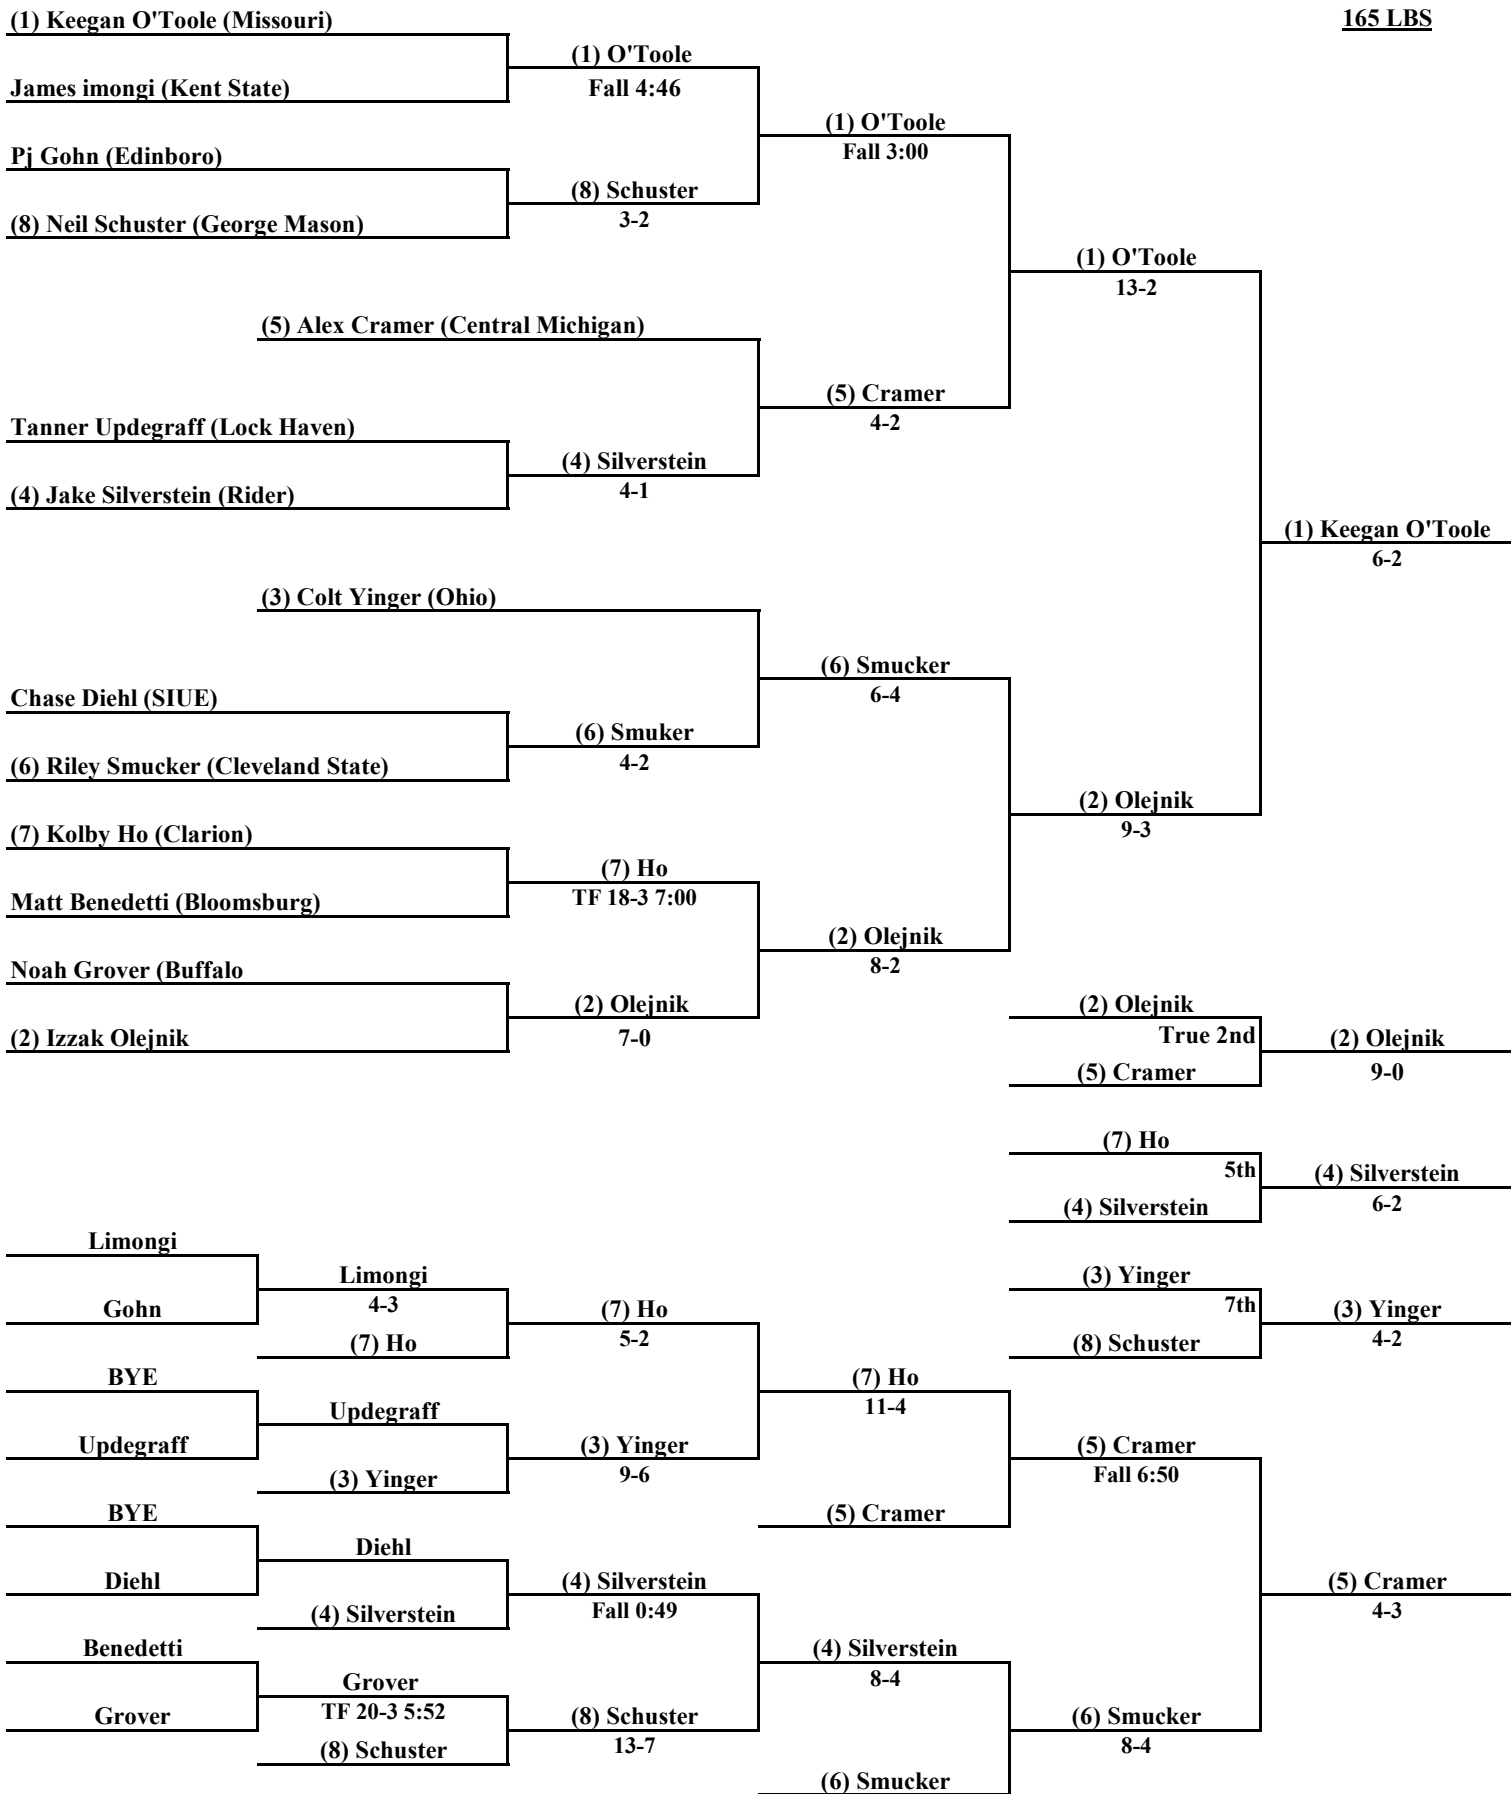 (1) Keegan O'Toole (Missouri)
165 LBS
(1) O'Toole
James imongi (Kent State)
Fall 4:46
(1) O'Toole
Fall 3:00
Pj Gohn (Edinboro)
(8) Schuster
3-2
(8) Neil Schuster (George Mason)
(1) O'Toole
13-2
(5) Alex Cramer (Central Michigan)
(5) Cramer
4-2
Tanner Updegraff (Lock Haven)
(4) Silverstein
4-1
(4) Jake Silverstein (Rider)
(1) Keegan O'Toole
6-2
(3) Colt Yinger (Ohio)
(6) Smucker
6-4
Chase Diehl (SIUE)
(6) Smuker
4-2
(6) Riley Smucker (Cleveland State)
(2) Olejnik
9-3
(7) Kolby Ho (Clarion)
(7) Ho
TF 18-3 7:00
Matt Benedetti (Bloomsburg)
(2) Olejnik
8-2
Noah Grover (Buffalo
(2) Olejnik
7-0
(2) Izzak Olejnik
(2) Olejnik
True 2nd
(2) Olejnik
9-0
(5) Cramer
(7) Ho
5th
(4) Silverstein
6-2
(4) Silverstein
Limongi
Limongi
4-3
Gohn
(7) Ho
5-2
(7) Ho
(3) Yinger
7th
(3) Yinger
4-2
(8) Schuster
BYE
(7) Ho
11-4
Updegraff
Updegraff
(3) Yinger
9-6
(3) Yinger
(5) Cramer
Fall 6:50
BYE
(5) Cramer
Diehl
Diehl
(4) Silverstein
Fall 0:49
(4) Silverstein
(5) Cramer
4-3
Benedetti
(4) Silverstein
8-4
Grover
TF 20-3 5:52
Grover
(8) Schuster
13-7
(8) Schuster
(6) Smucker
8-4
(6) Smucker